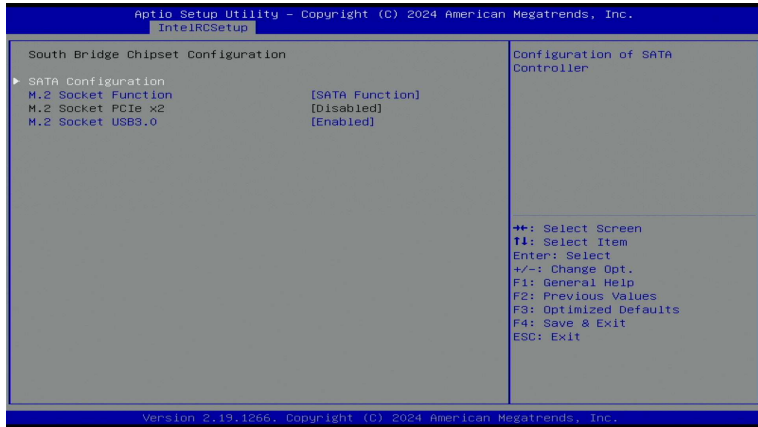 Aptio Setup Utility – Copyright (C) 2024 American Megatrends, Inc.
IntelRCSetup
South Bridge Chipset Configuration
SATA Configuration
M.2 Socket Function [SATA Function]
M.2 Socket PCIe x2 [Disabled]
M.2 Socket USB3.0 [Enabled]
Configuration of SATA
Controller
→←: Select Screen
↑↓: Select Item
Enter: Select
+/-: Change Opt.
F1: General Help
F2: Previous Values
F3: Optimized Defaults
F4: Save & Exit
ESC: Exit
Version 2.19.1266. Copyright (C) 2024 American Megatrends, Inc.